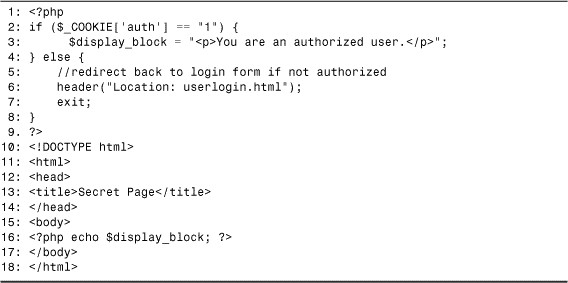 1: <?php
2: if ($_COOKIE['auth'] == "1") {
3:       $display_block = "<p>You are an authorized user.</p>";
4: } else {
5:     //redirect back to login form if not authorized
6:     header("Location: userlogin.html");
7:     exit;
8: }
9. ?>
10: <!DOCTYPE html>
11: <html>
12: <head>
13: <title>Secret Page</title>
14: </head>
15: <body>
16: <?php echo $display_block; ?>
17: </body>
18: </html>